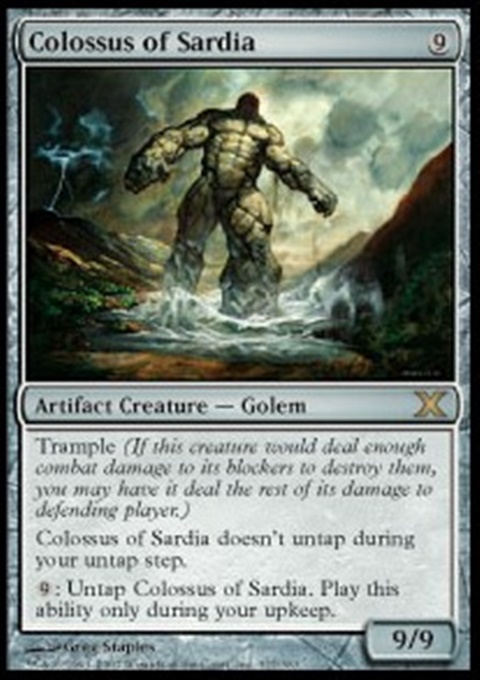 Colossus of Sardia 9
Artifact Creature — Golem
Trample (If this creature would deal enough
combat damage to its blockers to destroy them,
you may have it deal the rest of its damage to
defending player.)
Colossus of Sardia doesn't untap during
your untap step.
9: Untap Colossus of Sardia. Play this
ability only during your upkeep.
9/9
Greg Staples